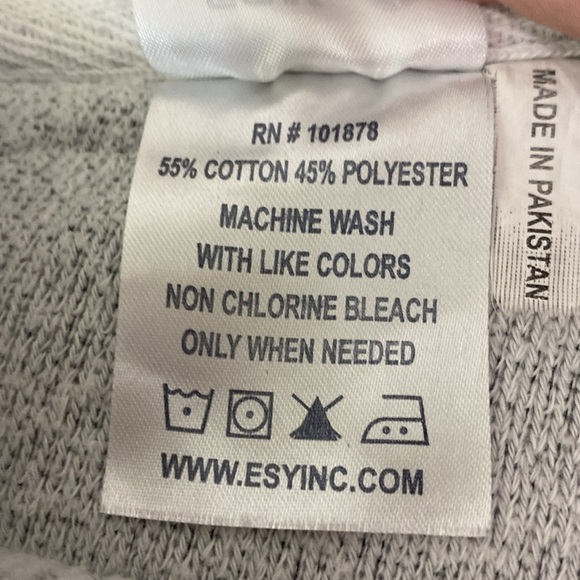 RN # 101878
55% COTTON 45% POLYESTER
MACHINE WASH
WITH LIKE COLORS
NON CHLORINE BLEACH
ONLY WHEN NEEDED
WWW.ESYINC.COM
MADE IN PAKISTAN